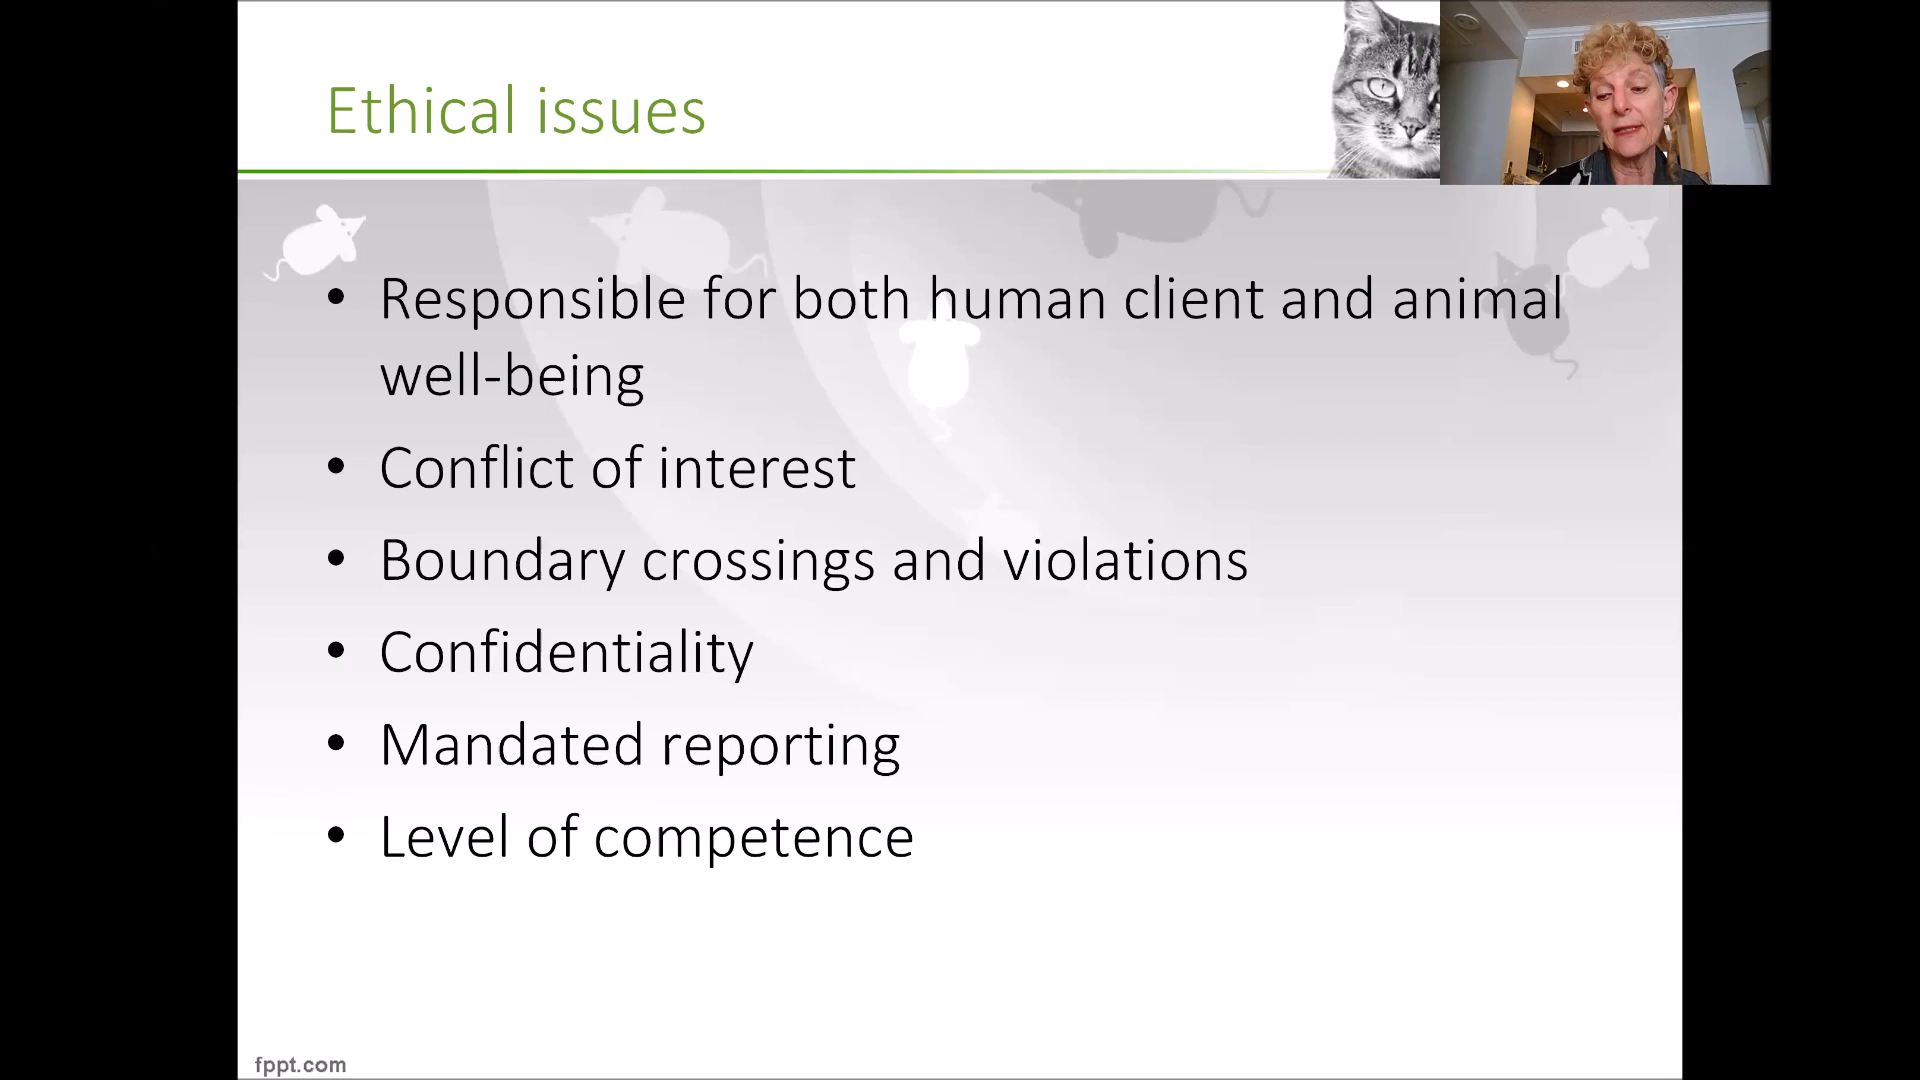 Ethical issues
• Responsible for both human client and animal
well-being
• Conflict of interest
• Boundary crossings and violations
• Confidentiality
• Mandated reporting
• Level of competence
fppt.com